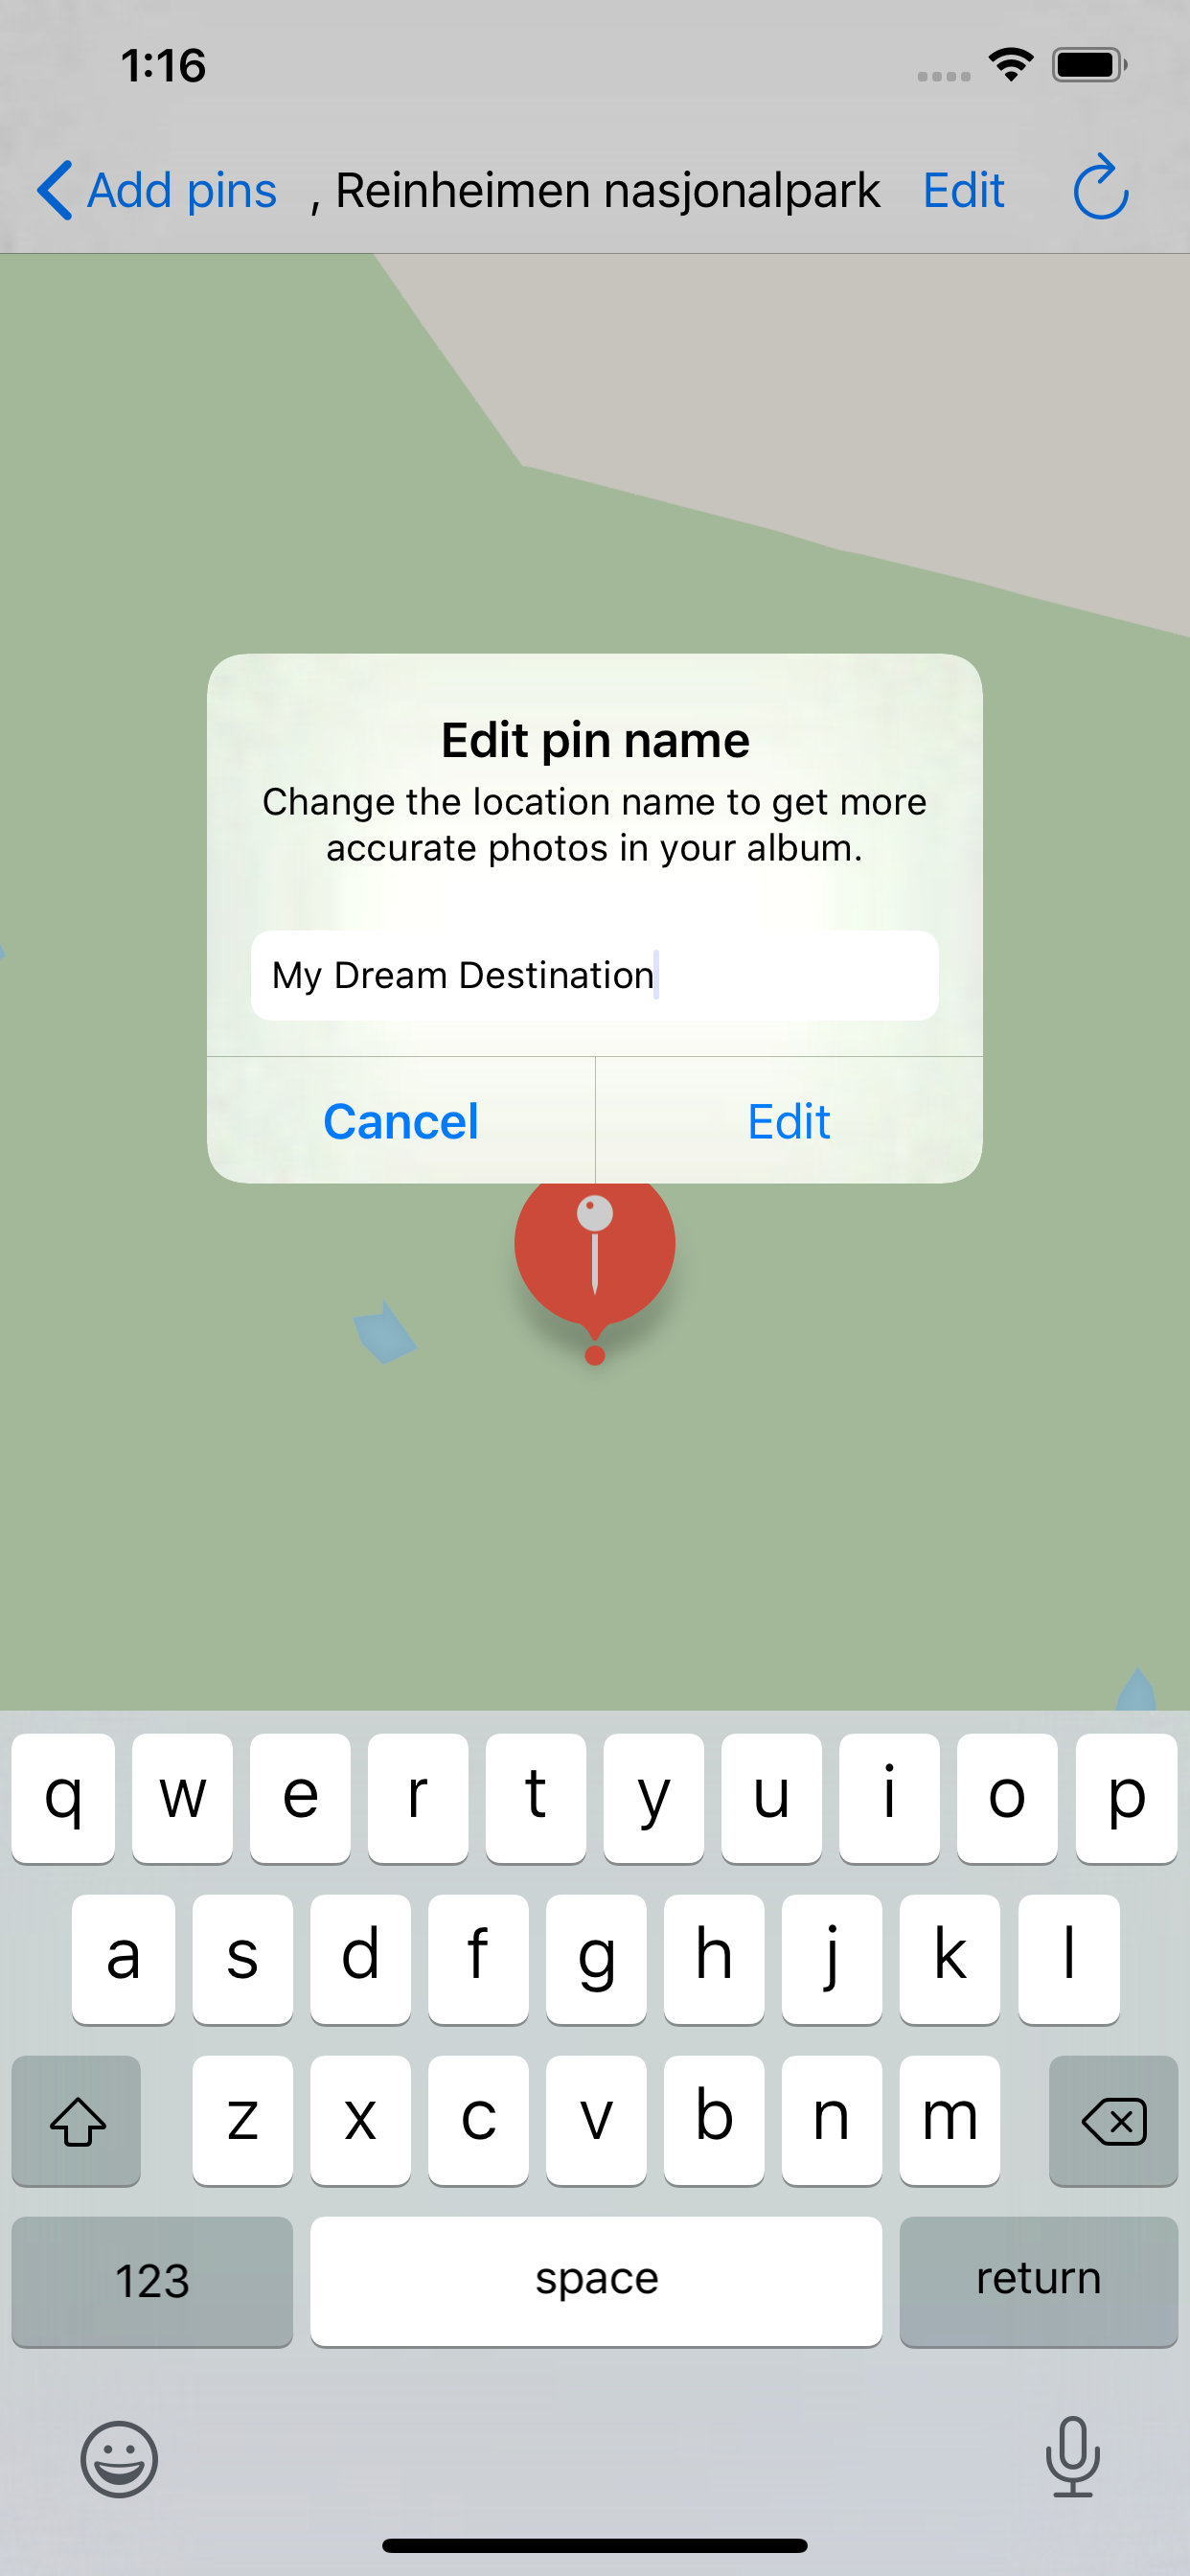 1:16
Add pins , Reinheimen nasjonalpark Edit
Edit pin name
Change the location name to get more
accurate photos in your album.
My Dream Destination
Cancel Edit
q w e r t y u i o p
a s d f g h j k l
z x c v b n m
123 space return